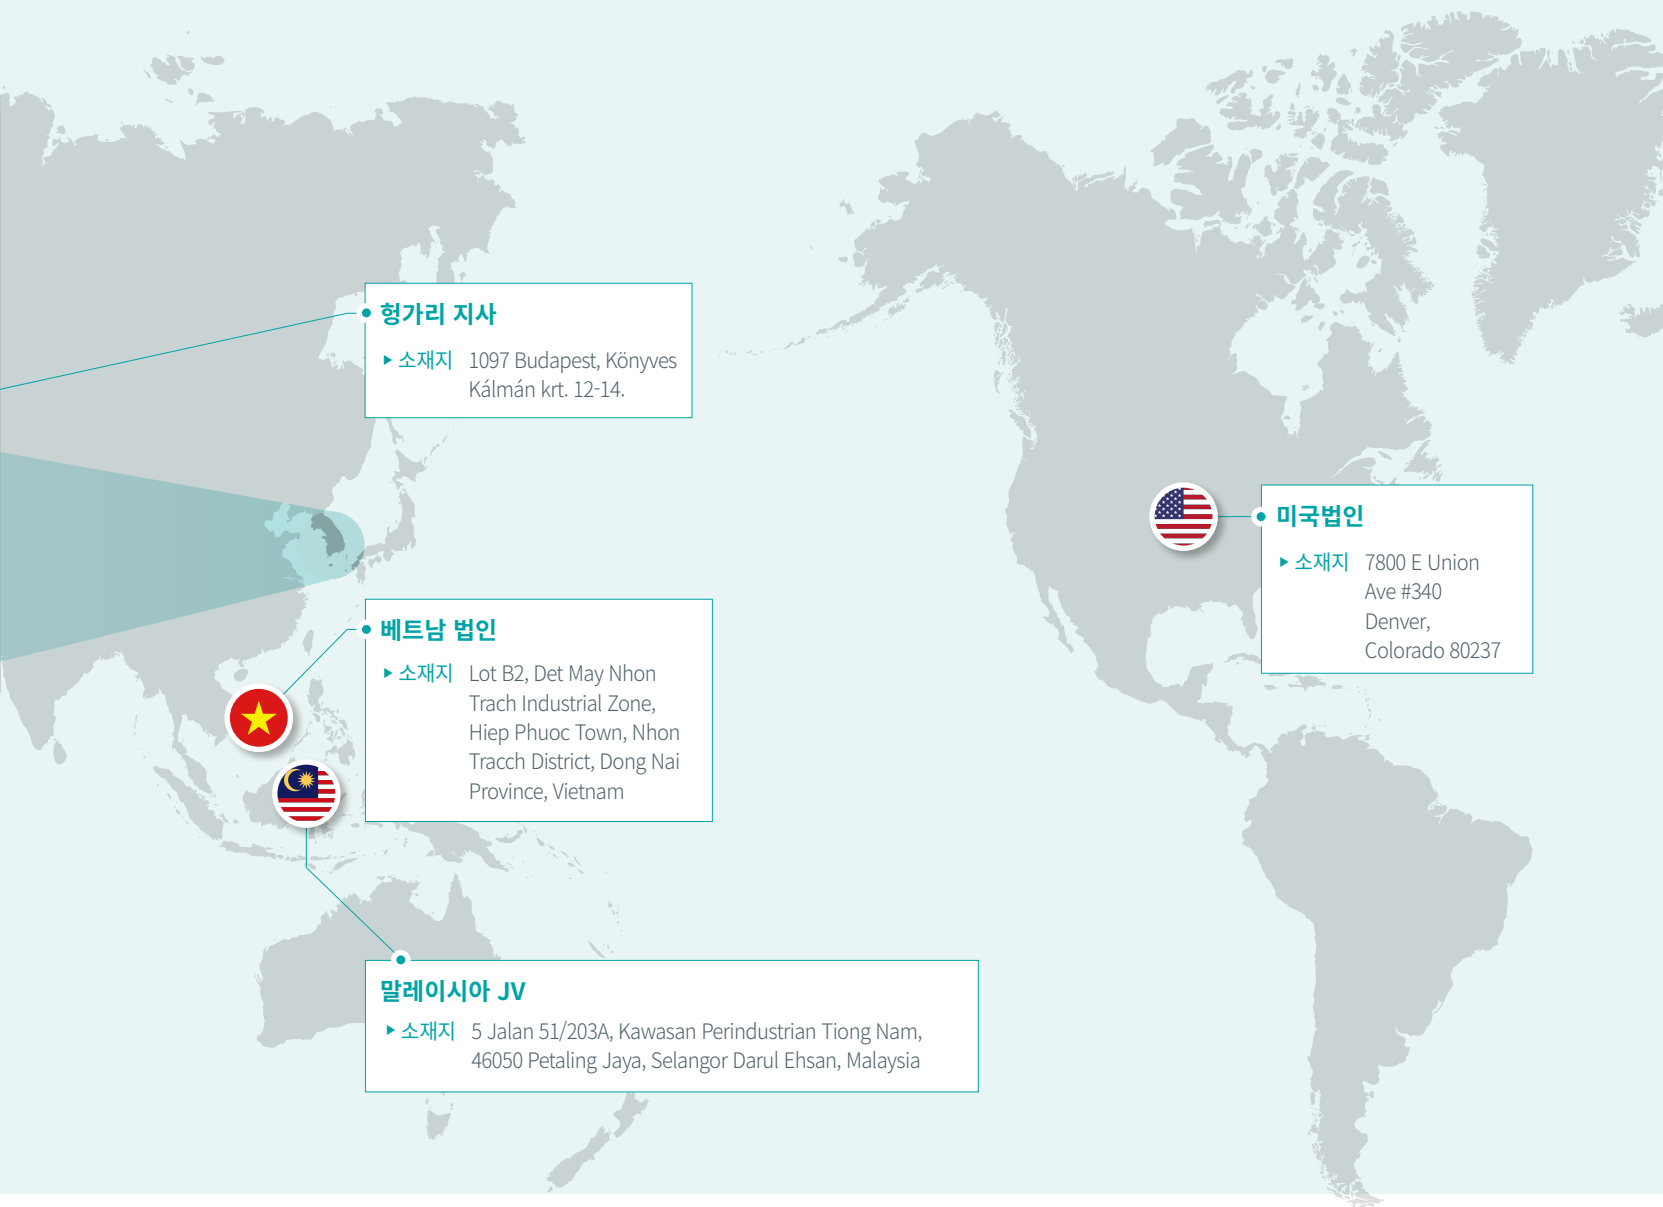 헝가리 지사
▶ 소재지 1097 Budapest, Könyves
Kálmán krt. 12-14.
미국법인
▶ 소재지 7800 E Union
Ave #340
Denver,
Colorado 80237
베트남 법인
▶ 소재지 Lot B2, Det May Nhon
Trach Industrial Zone,
Hiep Phuoc Town, Nhon
Tracch District, Dong Nai
Province, Vietnam
말레이시아 JV
▶ 소재지 5 Jalan 51/203A, Kawasan Perindustrian Tiong Nam,
46050 Petaling Jaya, Selangor Darul Ehsan, Malaysia